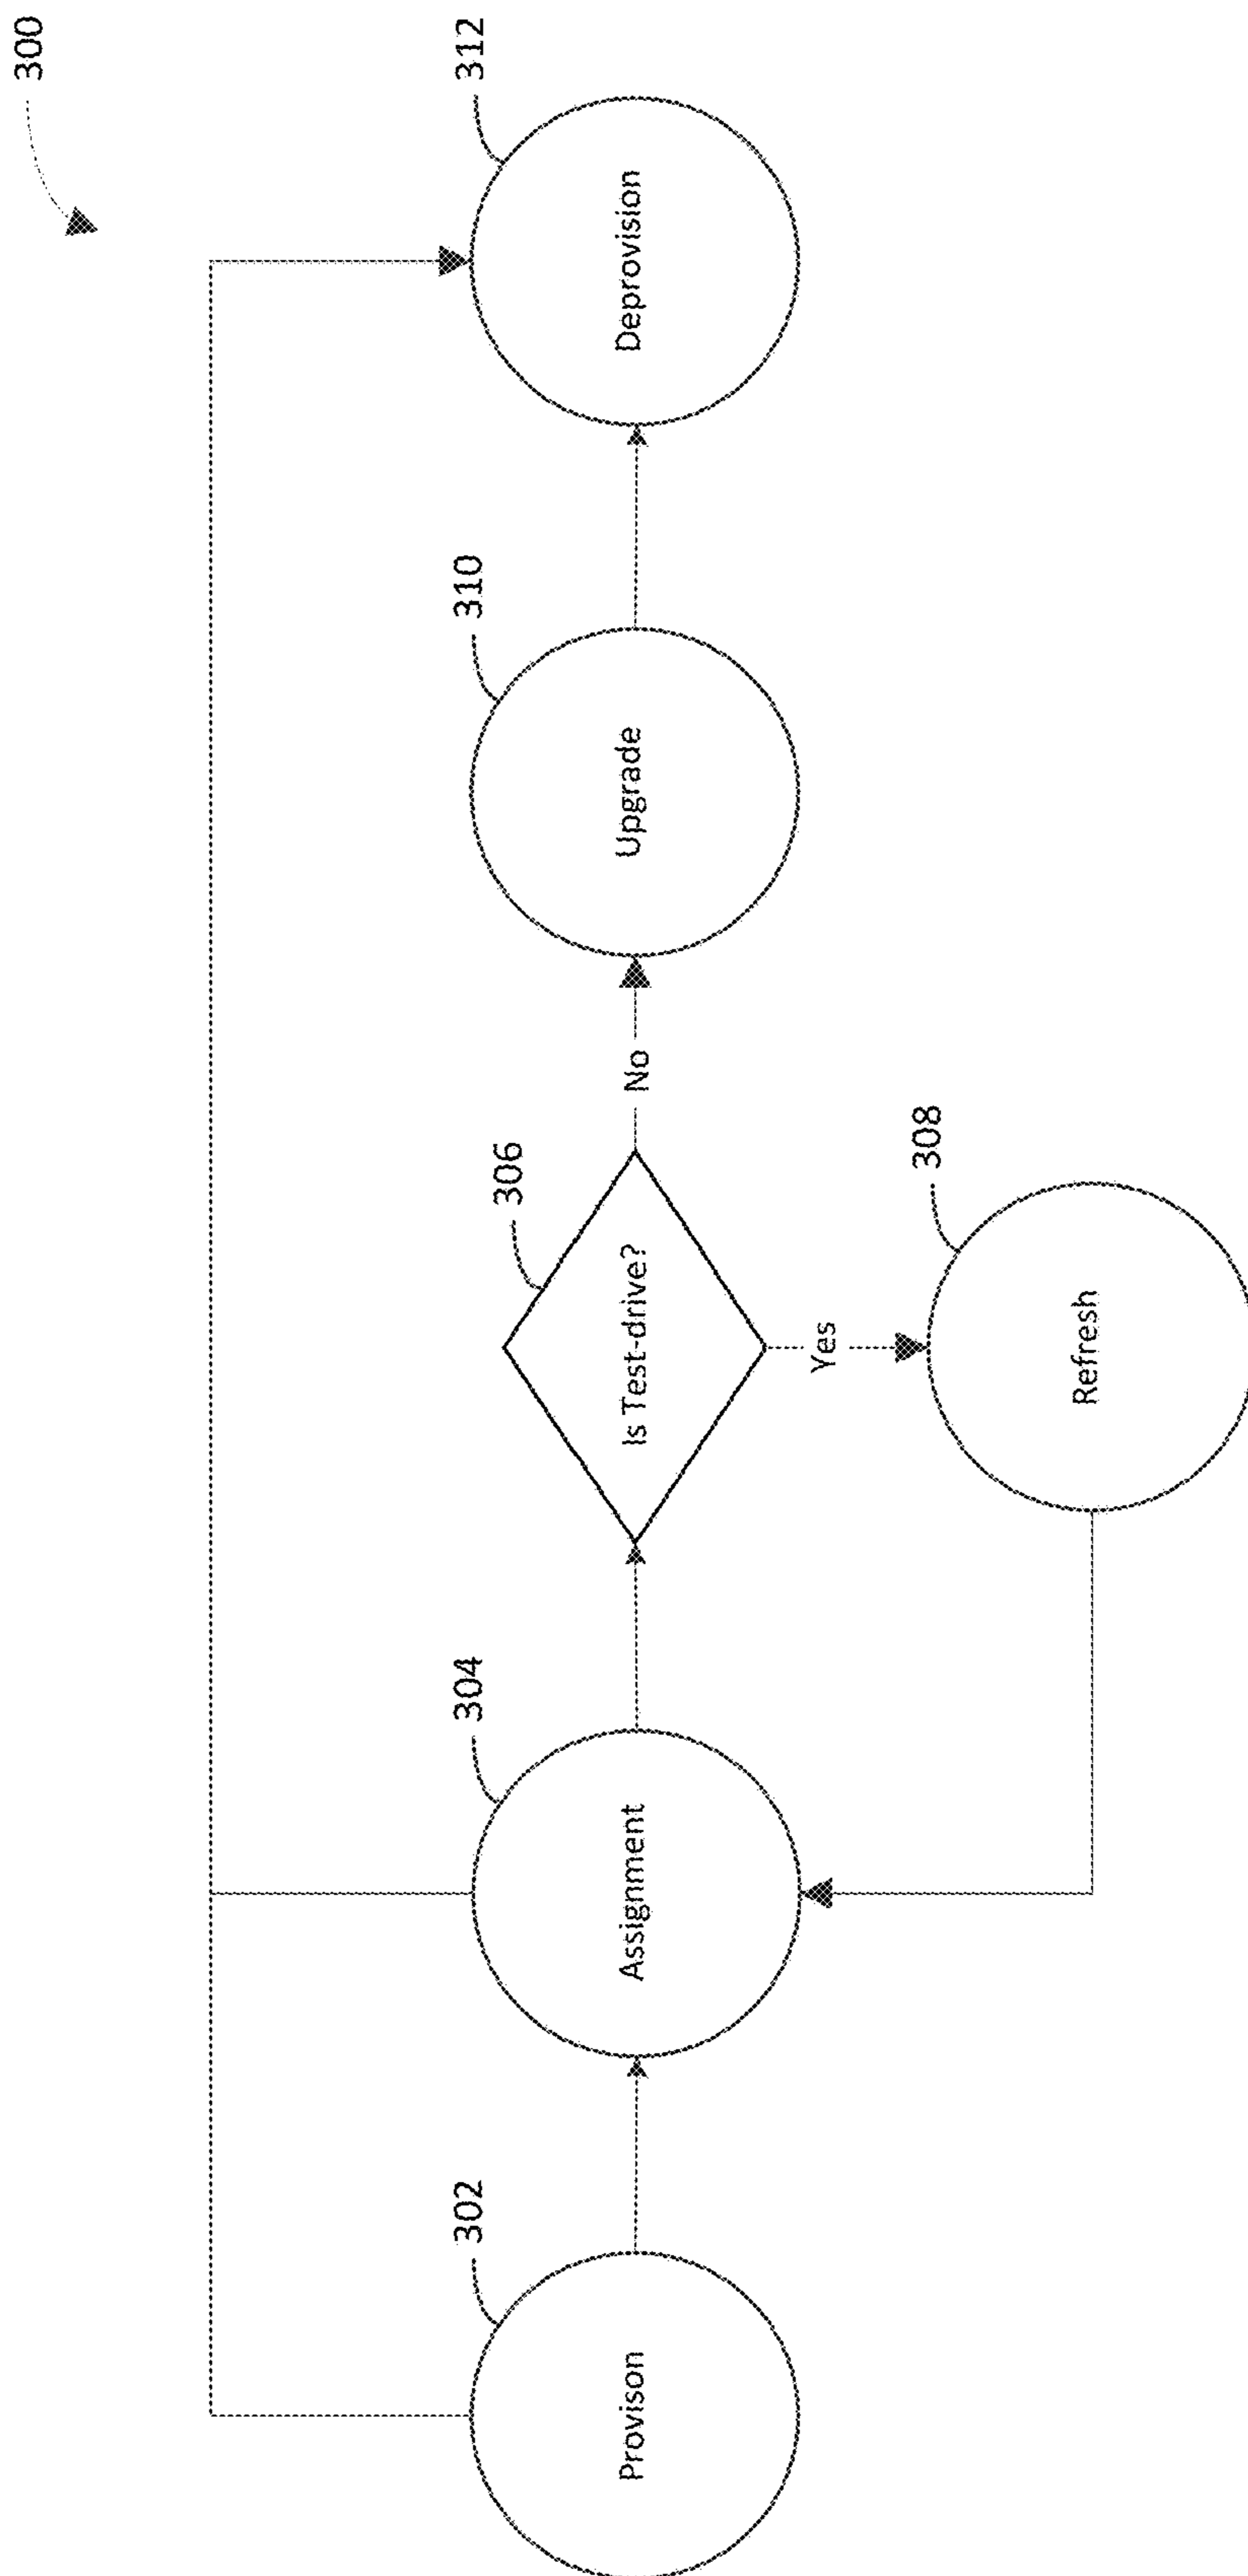 300
302
Provison
304
Assignment
306
Is Test-drive?
No
Yes
308
Refresh
310
Upgrade
312
Deprovision